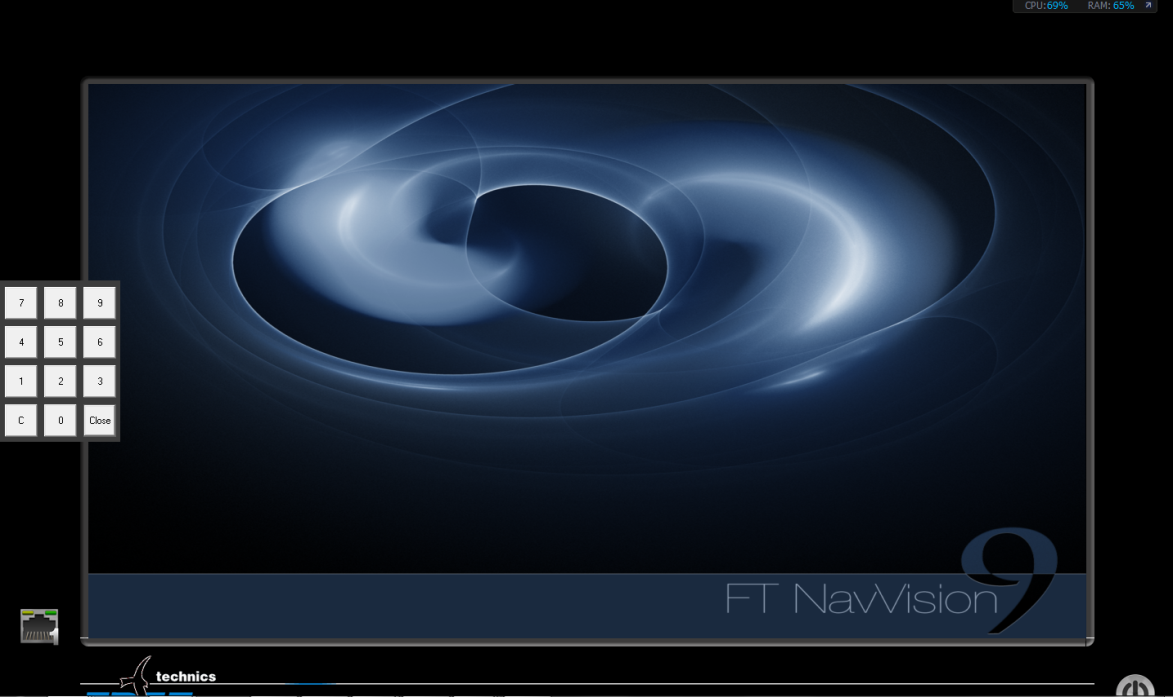 CPU:69% RAM: 65%
7 8 9
4 5 6
1 2 3
C 0 Close
FT NavVision 9
technics